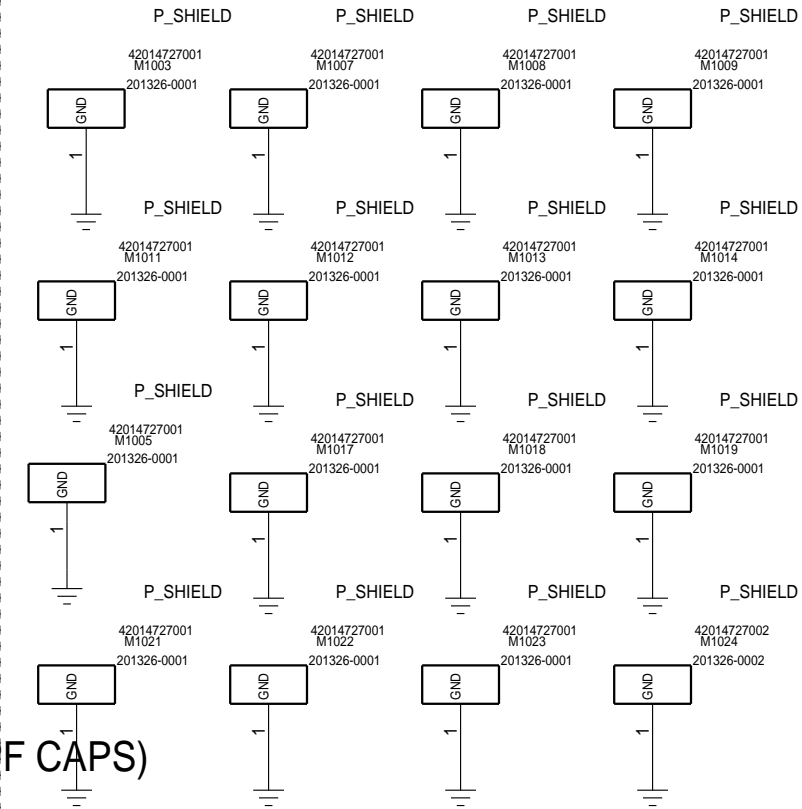 P_SHIELD
42014727001
M1003
201326-0001
GND
1
P_SHIELD
42014727001
M1007
201326-0001
GND
1
P_SHIELD
42014727001
M1008
201326-0001
GND
1
P_SHIELD
42014727001
M1009
201326-0001
GND
1
P_SHIELD
42014727001
M1011
201326-0001
GND
1
P_SHIELD
42014727001
M1012
201326-0001
GND
1
P_SHIELD
42014727001
M1013
201326-0001
GND
1
P_SHIELD
42014727001
M1014
201326-0001
GND
1
P_SHIELD
42014727001
M1005
201326-0001
GND
1
P_SHIELD
42014727001
M1017
201326-0001
GND
1
P_SHIELD
42014727001
M1018
201326-0001
GND
1
P_SHIELD
42014727001
M1019
201326-0001
GND
1
P_SHIELD
42014727001
M1021
201326-0001
GND
1
P_SHIELD
42014727001
M1022
201326-0001
GND
1
P_SHIELD
42014727001
M1023
201326-0001
GND
1
P_SHIELD
42014727002
M1024
201326-0002
GND
1
F CAPS)